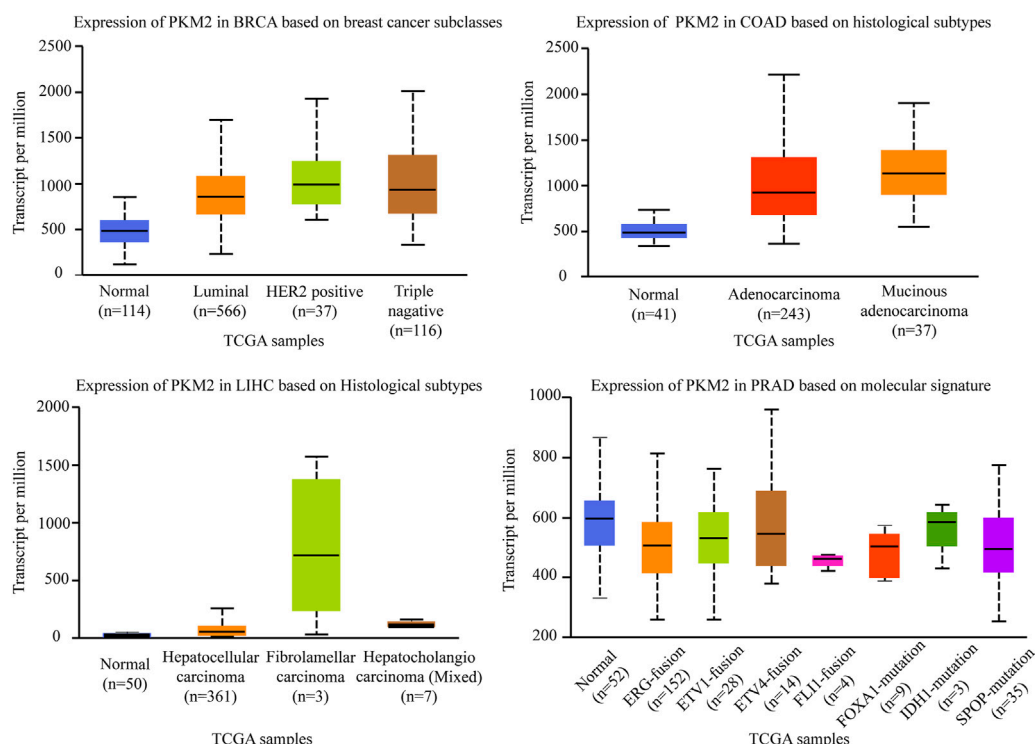 Expression of PKM2 in BRCA based on breast cancer subclasses
Transcript per million
2500
2000
1500
1000
500
0
Normal
(n=114)
Luminal
(n=566)
HER2 positive
(n=37)
Triple
nagative
(n=116)
TCGA samples
Expression of PKM2 in COAD based on histological subtypes
Transcript per million
2500
2000
1500
1000
500
0
Normal
(n=41)
Adenocarcinoma
(n=243)
Mucinous
adenocarcinoma
(n=37)
TCGA samples
Expression of PKM2 in LIHC based on Histological subtypes
Transcript per million
2000
1500
1000
500
0
Normal
(n=50)
Hepatocellular
carcinoma
(n=361)
Fibrolamellar
carcinoma
(n=3)
Hepatocholangio
carcinoma (Mixed)
(n=7)
TCGA samples
Expression of PKM2 in PRAD based on molecular signature
Transcript per million
1000
800
600
400
200
Normal
(n=52)
ERG-fusion
(n=152)
ETV1-fusion
(n=28)
ETV4-fusion
(n=14)
FLI1-fusion
(n=4)
FOXA1-mutation
(n=9)
IDH1-mutation
(n=3)
SPOP-mutation
(n=35)
TCGA samples